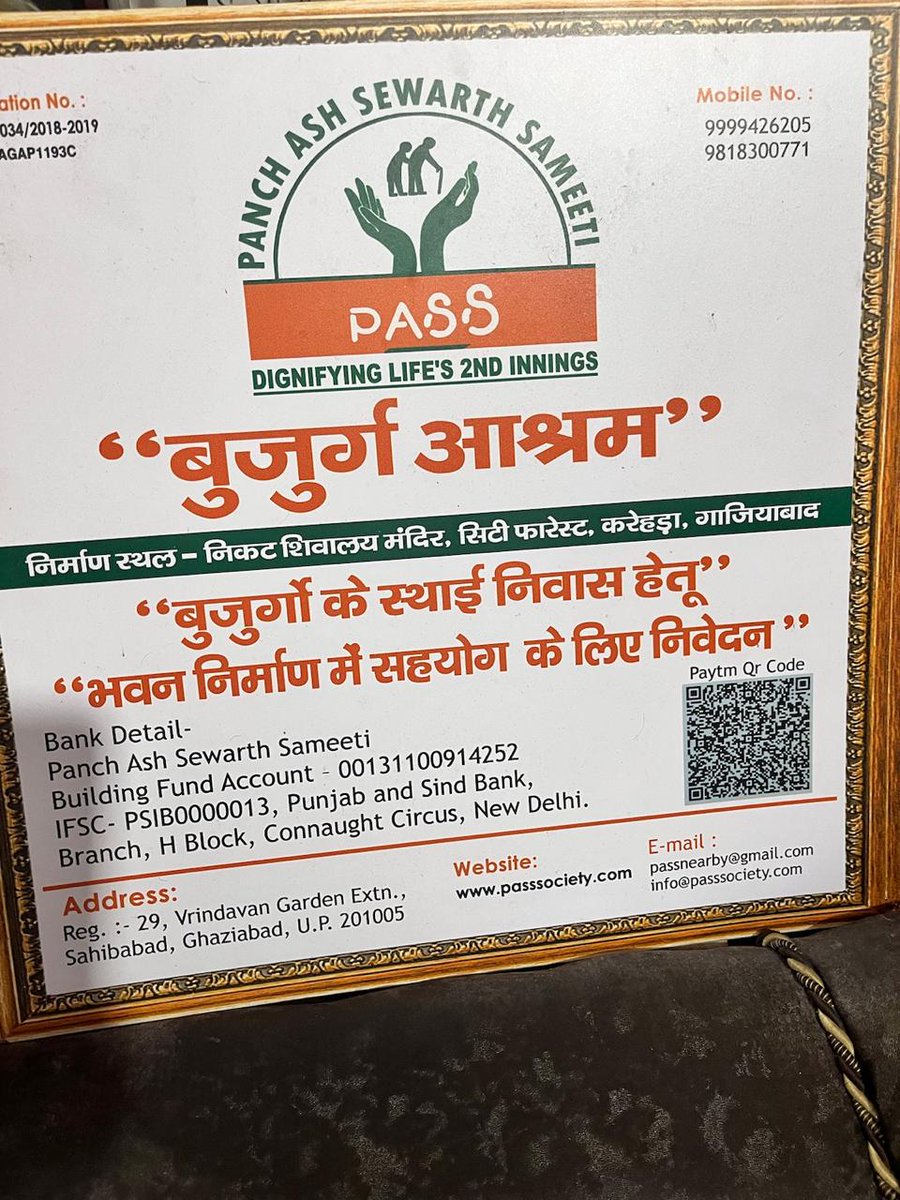 ation No. :
034/2018-2019
AGAP1193C
Mobile No. :
9999426205
9818300771
PANCH ASH SEWARTH SAMEETI
PASS
DIGNIFYING LIFE'S 2ND INNINGS
“बुजुर्ग आश्रम”
निर्माण स्थल – निकट शिवालय मंदिर, सिटी फारेस्ट, करेहड़ा, गाजियाबाद
“बुजुर्गो के स्थाई निवास हेतू”
“भवन निर्माण में सहयोग के लिए निवेदन”
Paytm Qr Code
Bank Detail-
Panch Ash Sewarth Sameeti
Building Fund Account - 00131100914252
IFSC- PSIB0000013, Punjab and Sind Bank,
Branch, H Block, Connaught Circus, New Delhi.
Address:
Reg. :- 29, Vrindavan Garden Extn.,
Sahibabad, Ghaziabad, U.P. 201005
Website:
www.passsociety.com
E-mail :
passnearby@gmail.com
info@passsociety.com